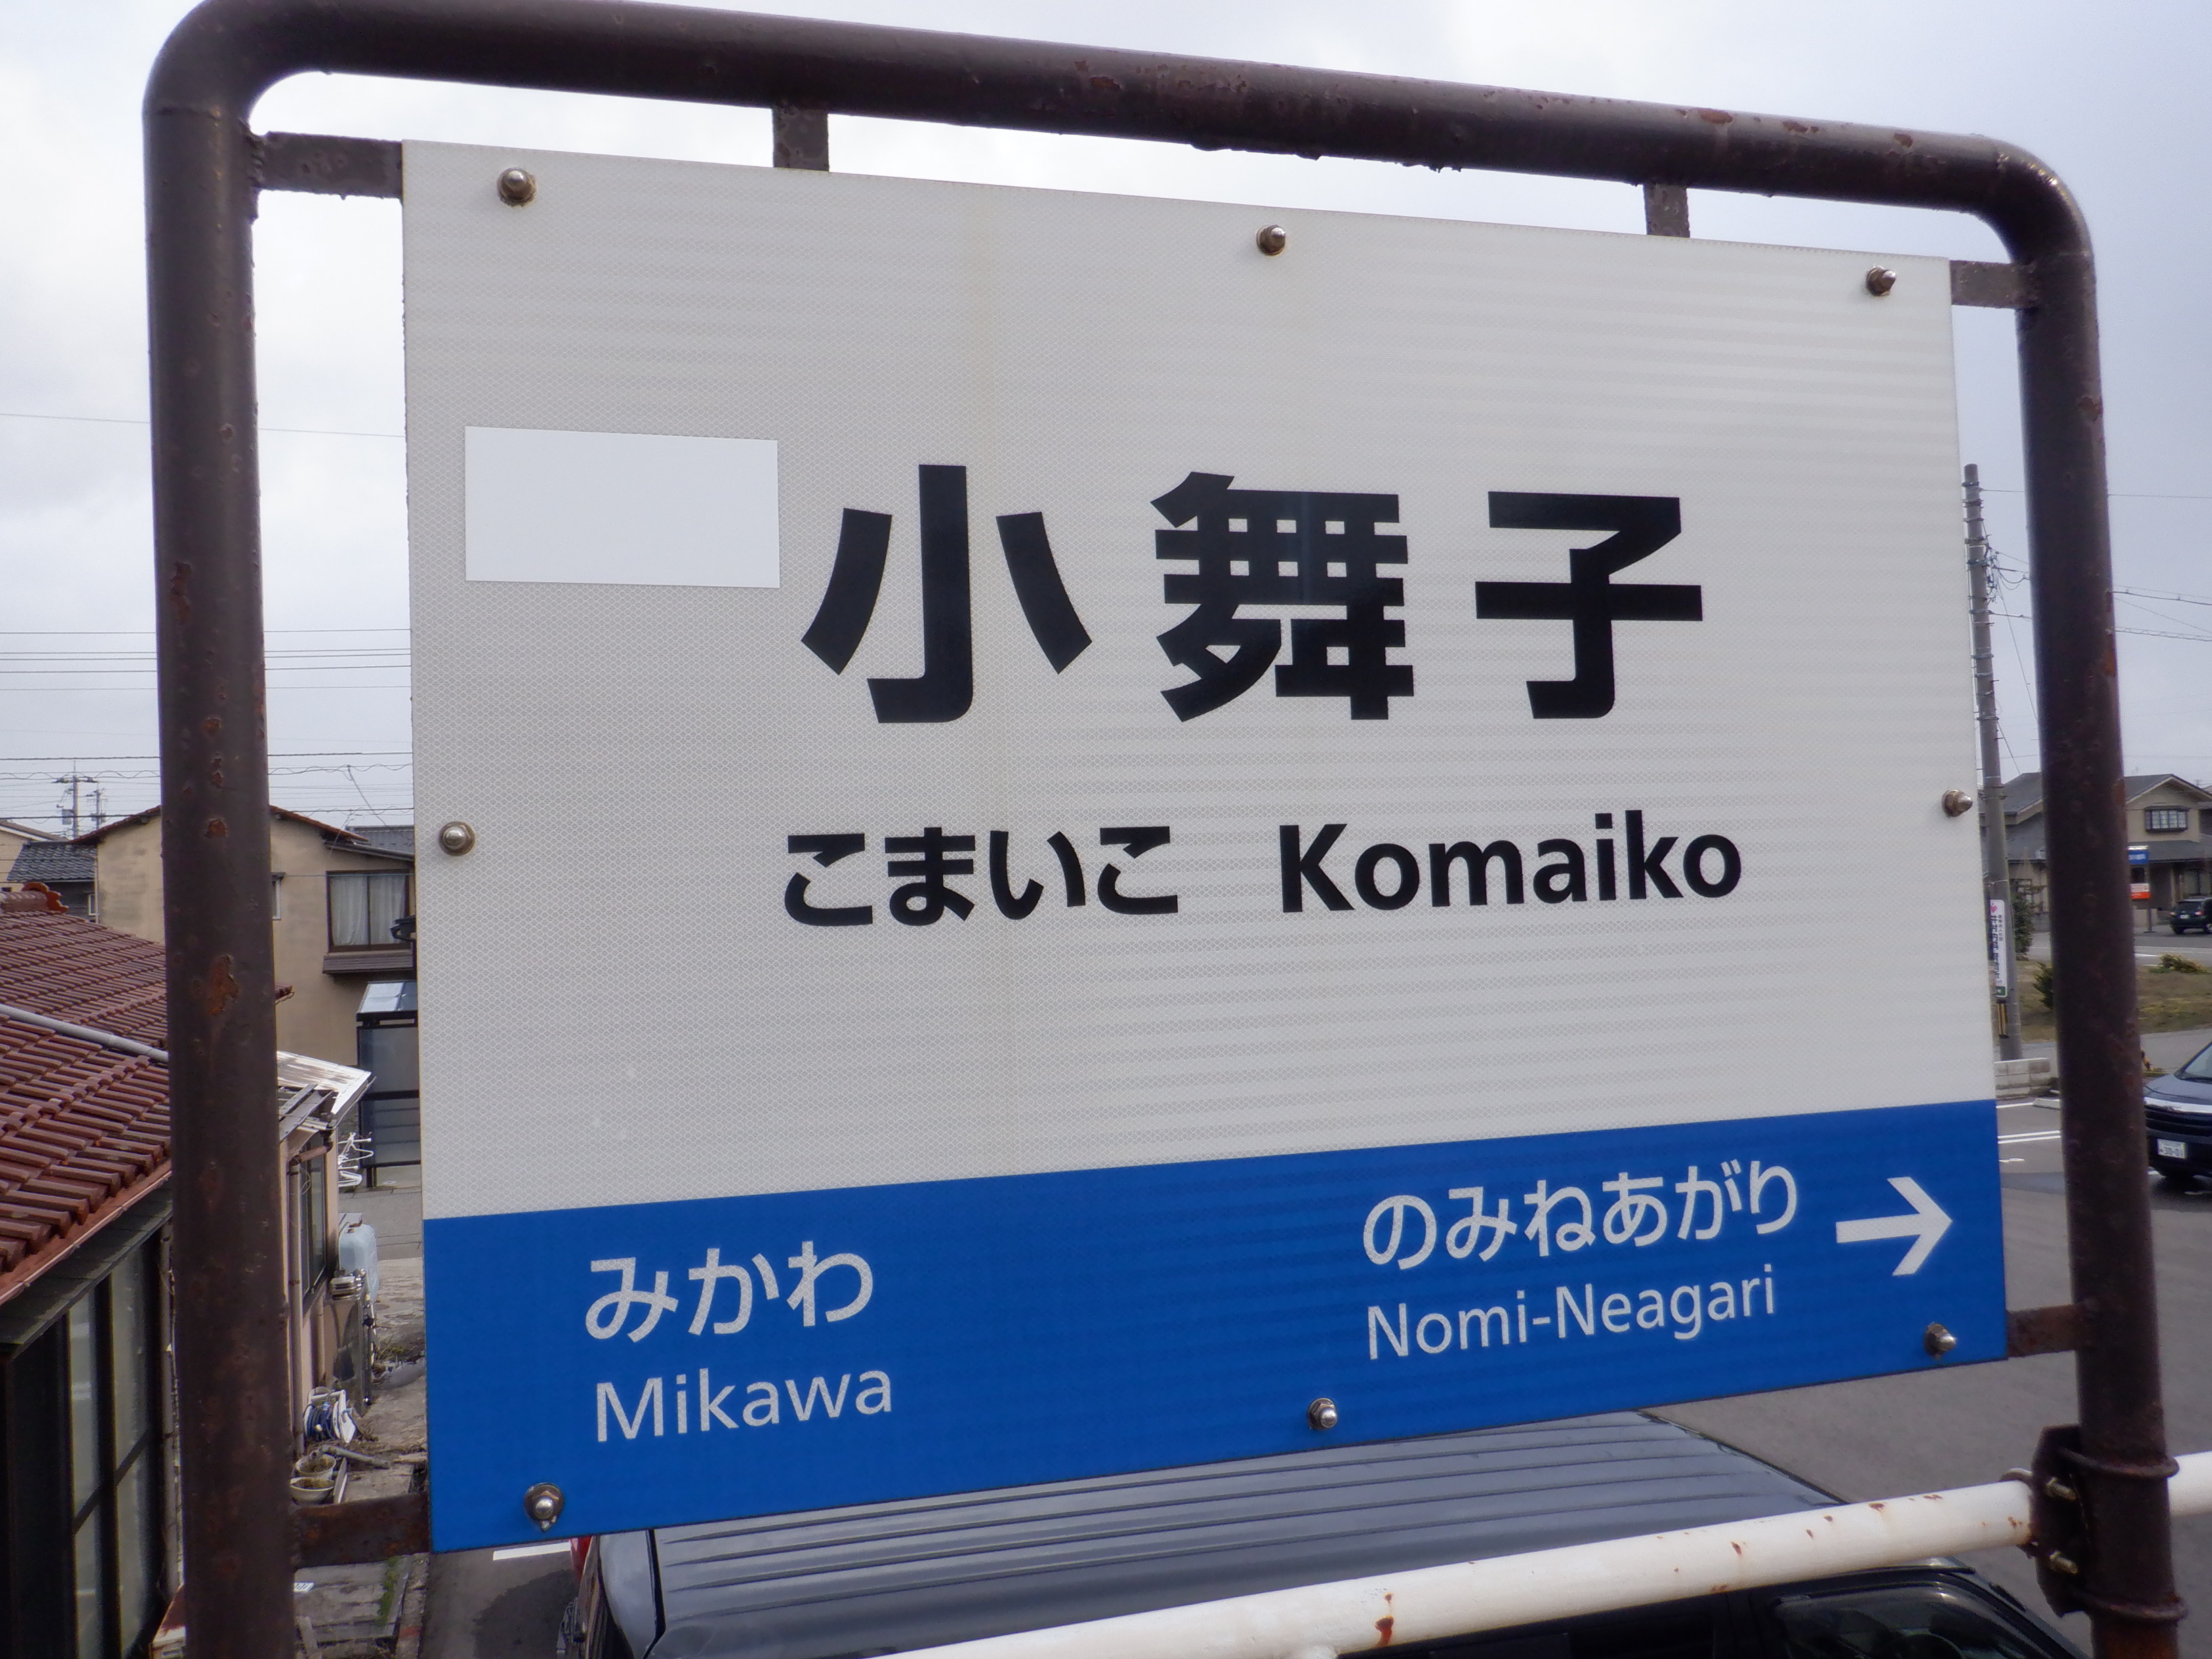 小舞子
こまいこ Komaiko
みかわ
Mikawa
のみねあがり →
Nomi-Neagari